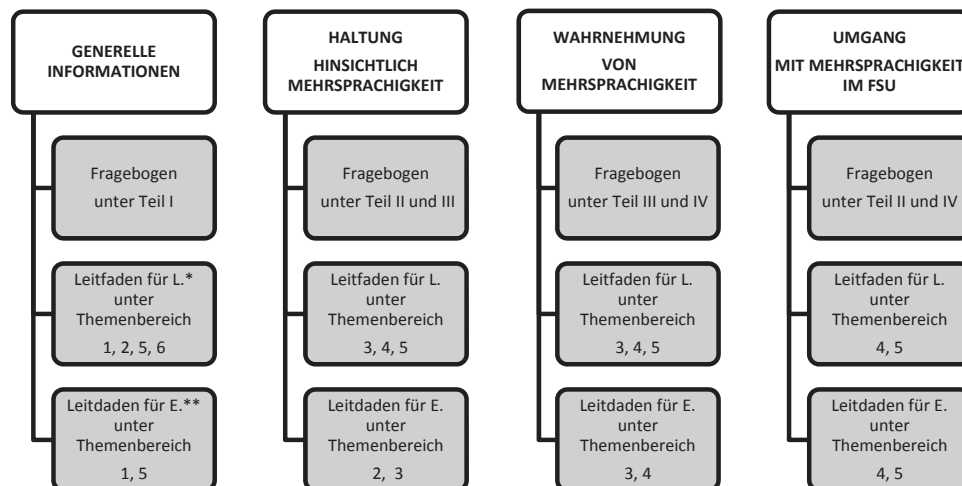 GENERELLE
INFORMATIONEN
Fragebogen
unter Teil I
Leitfaden für L.*
unter
Themenbereich
1, 2, 5, 6
Leitdaden für E.**
unter
Themenbereich
1, 5
HALTUNG
HINSICHTLICH
MEHRSPRACHIGKEIT
Fragebogen
unter Teil II und III
Leitfaden für L.
unter
Themenbereich
3, 4, 5
Leitdaden für E.
unter
Themenbereich
2, 3
WAHRNEHMUNG
VON
MEHRSPRACHIGKEIT
Fragebogen
unter Teil III und IV
Leitfaden für L.
unter
Themenbereich
3, 4, 5
Leitdaden für E.
unter
Themenbereich
3, 4
UMGANG
MIT MEHRSPRACHIGKEIT
IM FSU
Fragebogen
unter Teil II und IV
Leitfaden für L.
unter
Themenbereich
4, 5
Leitdaden für E.
unter
Themenbereich
4, 5